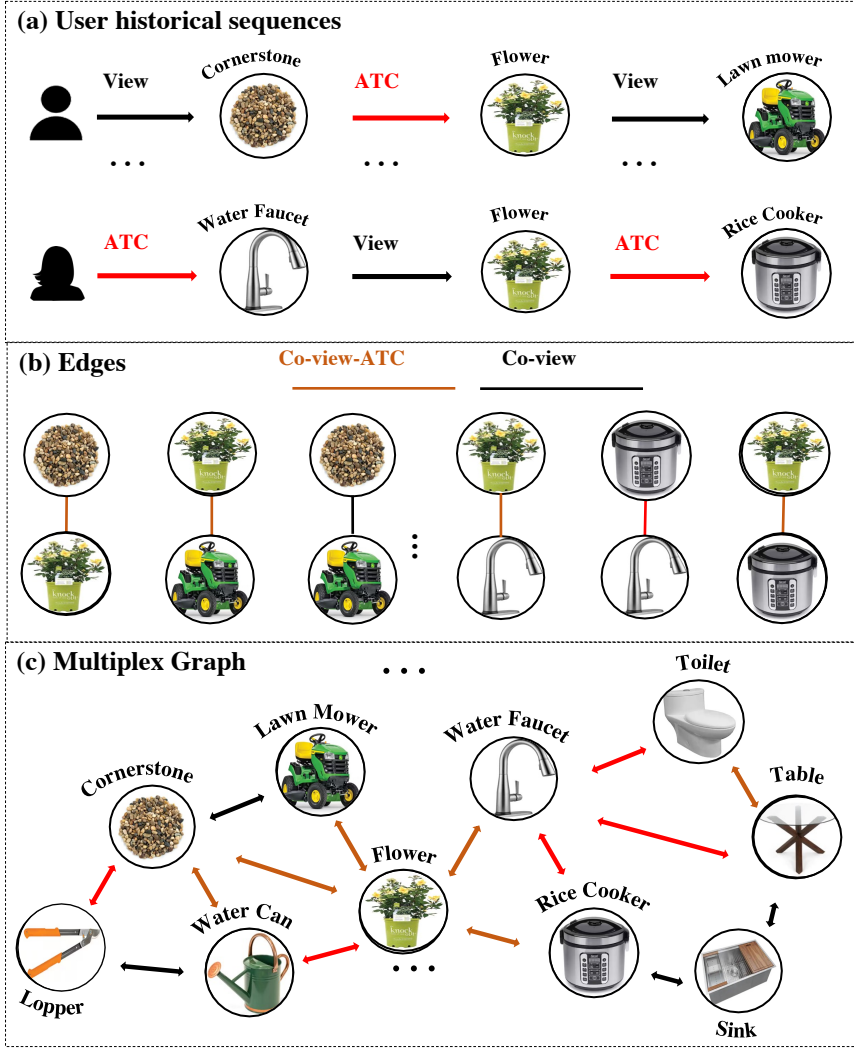 (a) User historical sequences
View
Cornerstone
ATC
Flower
View
Lawn mower
. . .
. . .
. . .
ATC
Water Faucet
View
Flower
ATC
Rice Cooker
(b) Edges
Co-view-ATC
Co-view
(c) Multiplex Graph
. . .
Toilet
Lawn Mower
Water Faucet
Cornerstone
Table
Flower
Water Can
Rice Cooker
. . .
Lopper
Sink